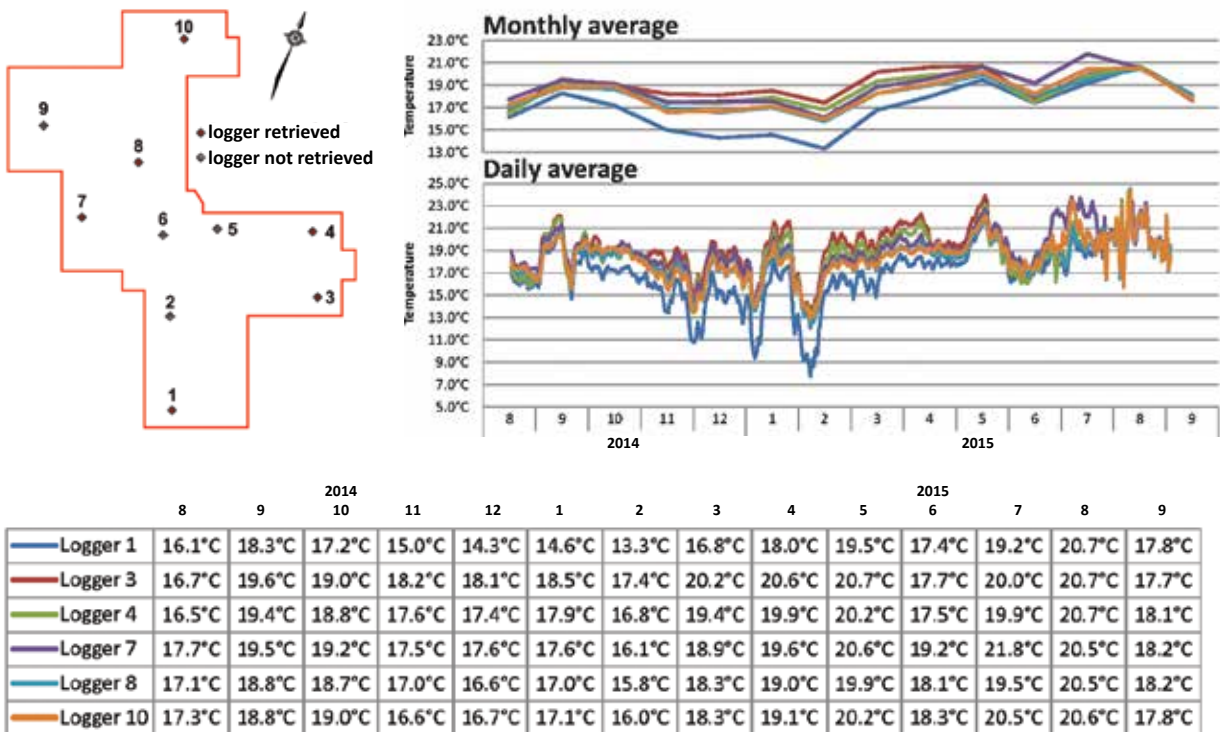 10
9
8
7
6
5
4
3
2
1
logger retrieved
logger not retrieved
Monthly average
Temperature
23.0°C
21.0°C
19.0°C
17.0°C
15.0°C
13.0°C
Daily average
Temperature
25.0°C
23.0°C
21.0°C
19.0°C
17.0°C
15.0°C
13.0°C
11.0°C
9.0°C
7.0°C
5.0°C
8 9 10 11 12 1 2 3 4 5 6 7 8 9
2014 2015
2014 2015
8 9 10 11 12 1 2 3 4 5 6 7 8 9
Logger 1 16.1°C 18.3°C 17.2°C 15.0°C 14.3°C 14.6°C 13.3°C 16.8°C 18.0°C 19.5°C 17.4°C 19.2°C 20.7°C 17.8°C
Logger 3 16.7°C 19.6°C 19.0°C 18.2°C 18.1°C 18.5°C 17.4°C 20.2°C 20.6°C 20.7°C 17.7°C 20.0°C 20.7°C 17.7°C
Logger 4 16.5°C 19.4°C 18.8°C 17.6°C 17.4°C 17.9°C 16.8°C 19.4°C 19.9°C 20.2°C 17.5°C 19.9°C 20.7°C 18.1°C
Logger 7 17.7°C 19.5°C 19.2°C 17.5°C 17.6°C 17.6°C 16.1°C 18.9°C 19.6°C 20.6°C 19.2°C 21.8°C 20.5°C 18.2°C
Logger 8 17.1°C 18.8°C 18.7°C 17.0°C 16.6°C 17.0°C 15.8°C 18.3°C 19.0°C 19.9°C 18.1°C 19.5°C 20.5°C 18.2°C
Logger 10 17.3°C 18.8°C 19.0°C 16.6°C 16.7°C 17.1°C 16.0°C 18.3°C 19.1°C 20.2°C 18.3°C 20.5°C 20.6°C 17.8°C